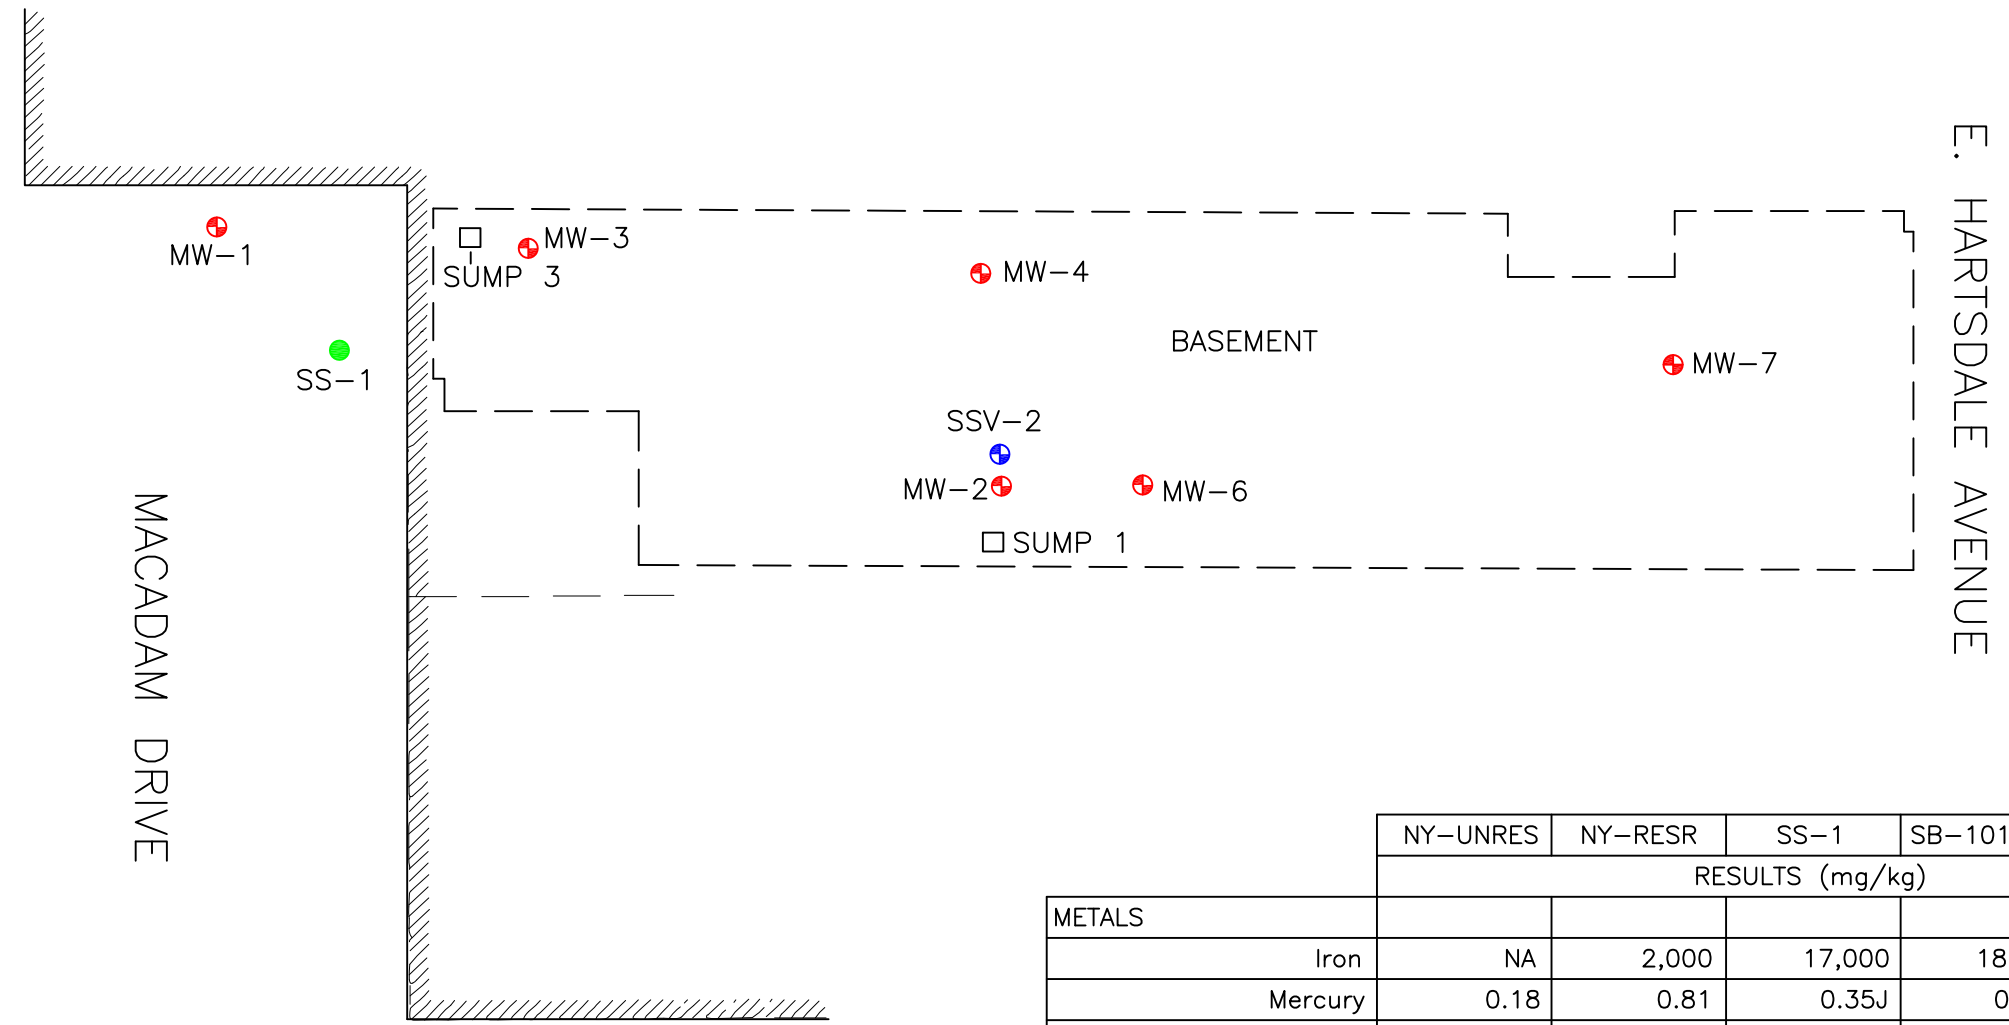 E. HARTSDALE AVENUE
MW-1
MW-3
SUMP 3
MW-4
BASEMENT
SS-1
MW-7
SSV-2
MW-2
MW-6
SUMP 1
MACADAM DRIVE
NY-UNRES NY-RESR SS-1 SB-101
RESULTS (mg/kg)
METALS
Iron NA 2,000 17,000 18
Mercury 0.18 0.81 0.35J 0